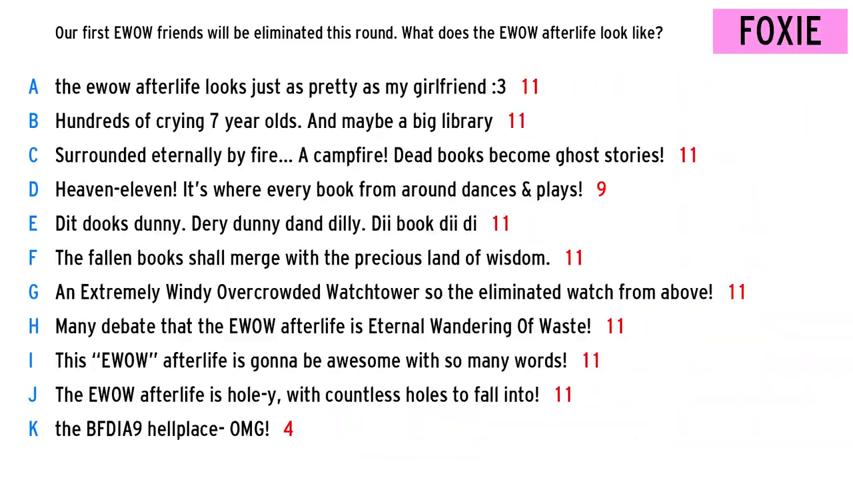 Our first EWOW friends will be eliminated this round. What does the EWOW afterlife look like?
FOXIE
A the ewow afterlife looks just as pretty as my girlfriend :3 11
B Hundreds of crying 7 year olds. And maybe a big library 11
C Surrounded eternally by fire... A campfire! Dead books become ghost stories! 11
D Heaven-eleven! It's where every book from around dances & plays! 9
E Dit dooks dunny. Dery dunny dand dilly. Dii book dii di 11
F The fallen books shall merge with the precious land of wisdom. 11
G An Extremely Windy Overcrowded Watchtower so the eliminated watch from above! 11
H Many debate that the EWOW afterlife is Eternal Wandering Of Waste! 11
I This “EWOW” afterlife is gonna be awesome with so many words! 11
J The EWOW afterlife is hole-y, with countless holes to fall into! 11
K the BFDIA9 hellplace- OMG! 4